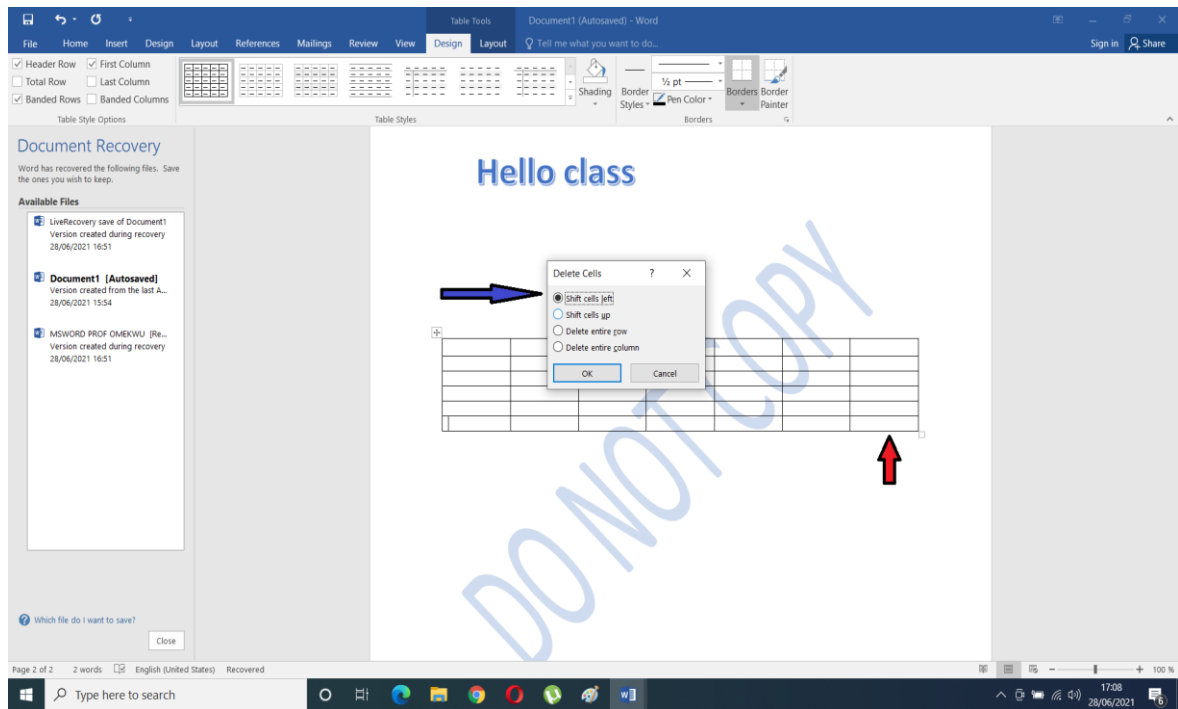 Table Tools
Document1 (Autosaved) - Word
File Home Insert Design Layout References Mailings Review View Design Layout Tell me what you want to do... Sign in Share
Header Row First Column
Total Row Last Column
Banded Rows Banded Columns
Table Style Options
Table Styles
Shading
Border Styles
½ pt
Pen Color
Borders
Border Painter
Borders
Document Recovery
Word has recovered the following files. Save
the ones you wish to keep.
Available Files
LiveRecovery save of Document1
Version created during recovery
28/06/2021 16:51
Document1 [Autosaved]
Version created from the last A...
28/06/2021 15:54
MSWORD PROF OMEKWU [Re...
Version created during recovery
28/06/2021 16:51
Which file do I want to save?
Close
Hello class
Delete Cells ?
Shift cells left
Shift cells up
Delete entire row
Delete entire column
OK Cancel
DO NOT COPY
Page 2 of 2 2 words English (United States) Recovered 100 %
Type here to search
17:08
28/06/2021
6